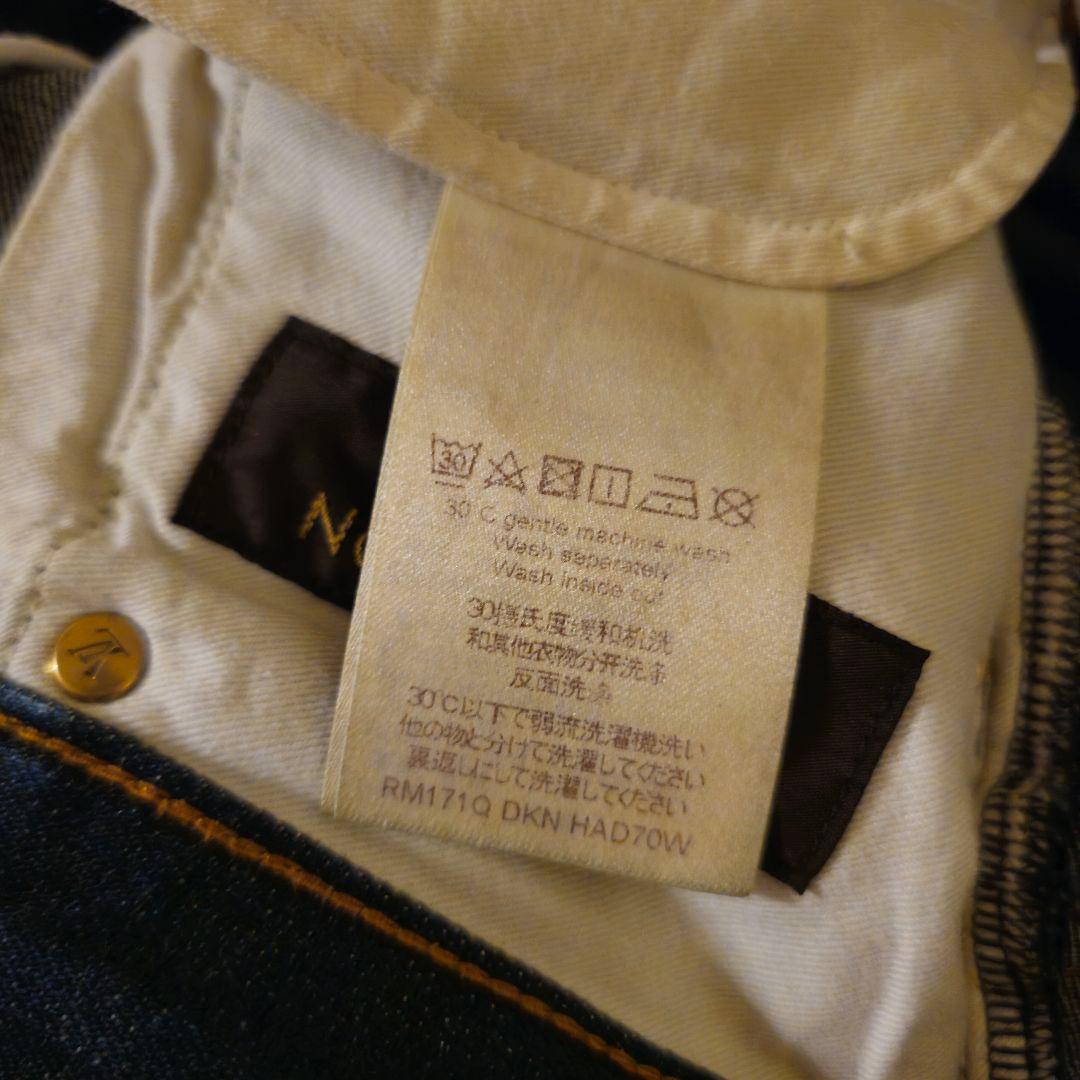 30
30°C gentle machine wash
Wash separately
Wash inside out
30摄氏度缓和机洗
和其他衣物分开洗涤
反面洗涤
30℃以下で弱流洗濯機洗い
他の物と分けて洗濯してください
裏返しにして洗濯してください
RM171Q DKN HAD70W